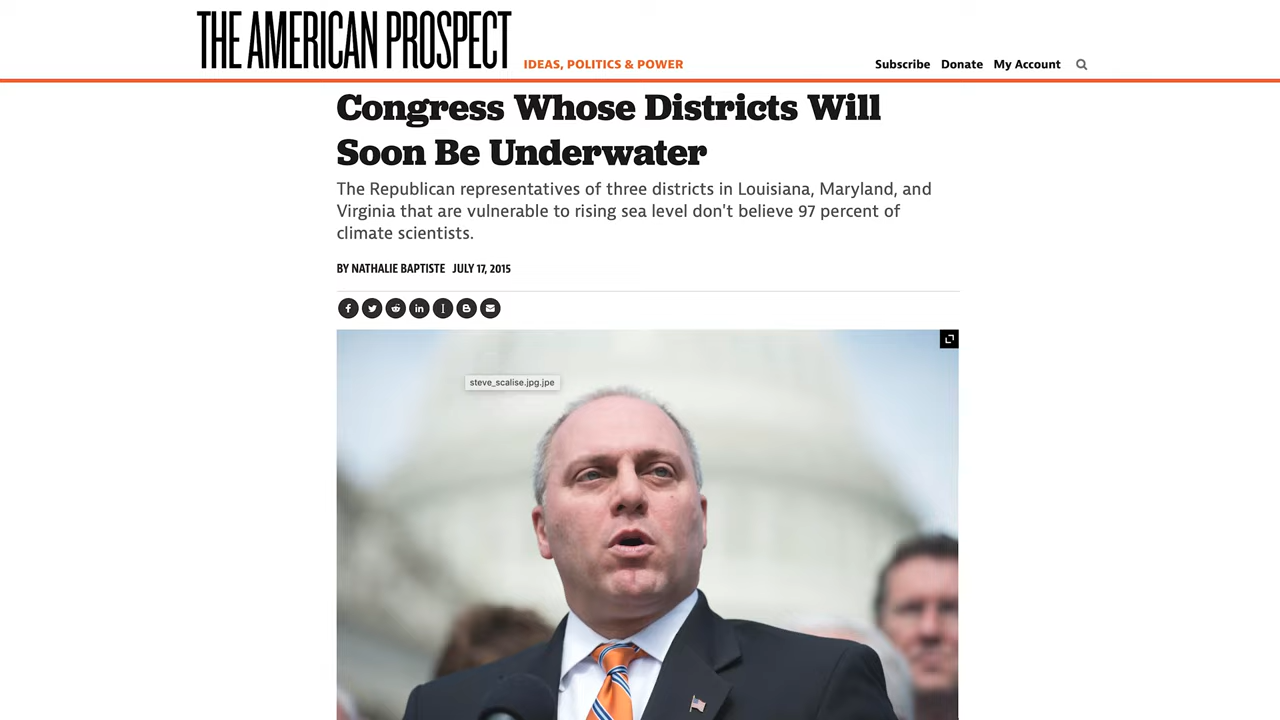 THE AMERICAN PROSPECT
IDEAS, POLITICS & POWER
Subscribe Donate My Account
Congress Whose Districts Will
Soon Be Underwater
The Republican representatives of three districts in Louisiana, Maryland, and
Virginia that are vulnerable to rising sea level don't believe 97 percent of
climate scientists.
BY NATHALIE BAPTISTE JULY 17, 2015
steve_scalise.jpg.jpe